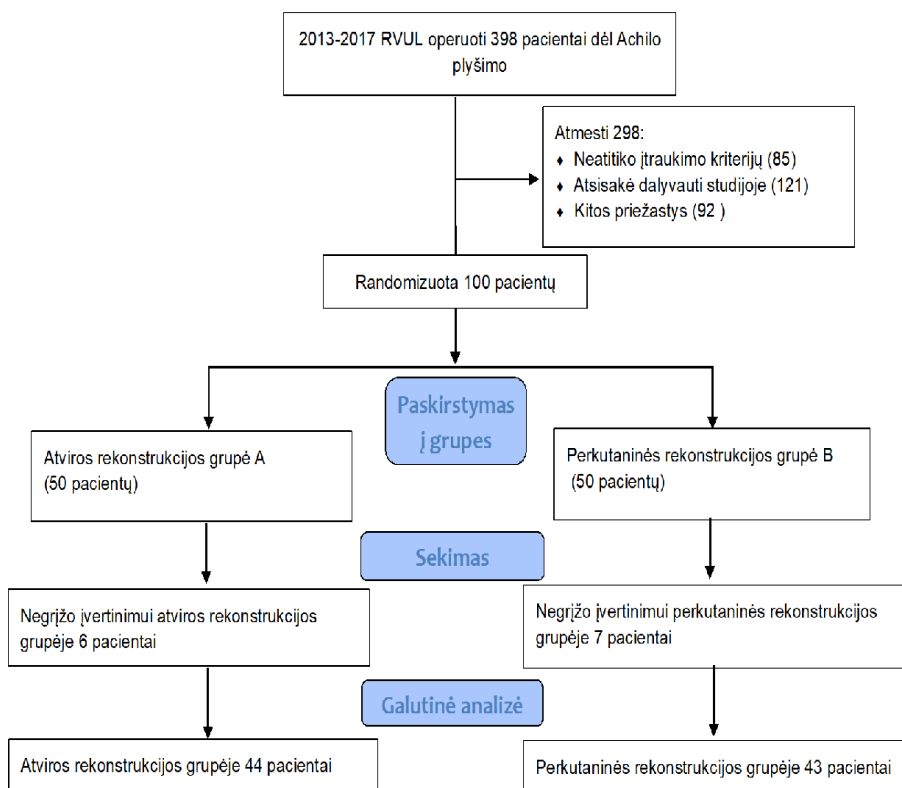 2013-2017 RVUL operuoti 398 pacientai dėl Achilo
plyšimo
Atmesti 298:
♦ Neatitiko įtraukimo kriterijų (85)
♦ Atsisakė dalyvauti studijoje (121)
♦ Kitos priežastys (92 )
Randomizuota 100 pacientų
Paskirstymas
į grupes
Atviros rekonstrukcijos grupė A
(50 pacientų)
Perkutaninės rekonstrukcijos grupė B
(50 pacientų)
Sekimas
Negrįžo įvertinimui atviros rekonstrukcijos
grupėje 6 pacientai
Negrįžo įvertinimui perkutaninės rekonstrukcijos
grupėje 7 pacientai
Galutinė analizė
Atviros rekonstrukcijos grupėje 44 pacientai
Perkutaninės rekonstrukcijos grupėje 43 pacientai